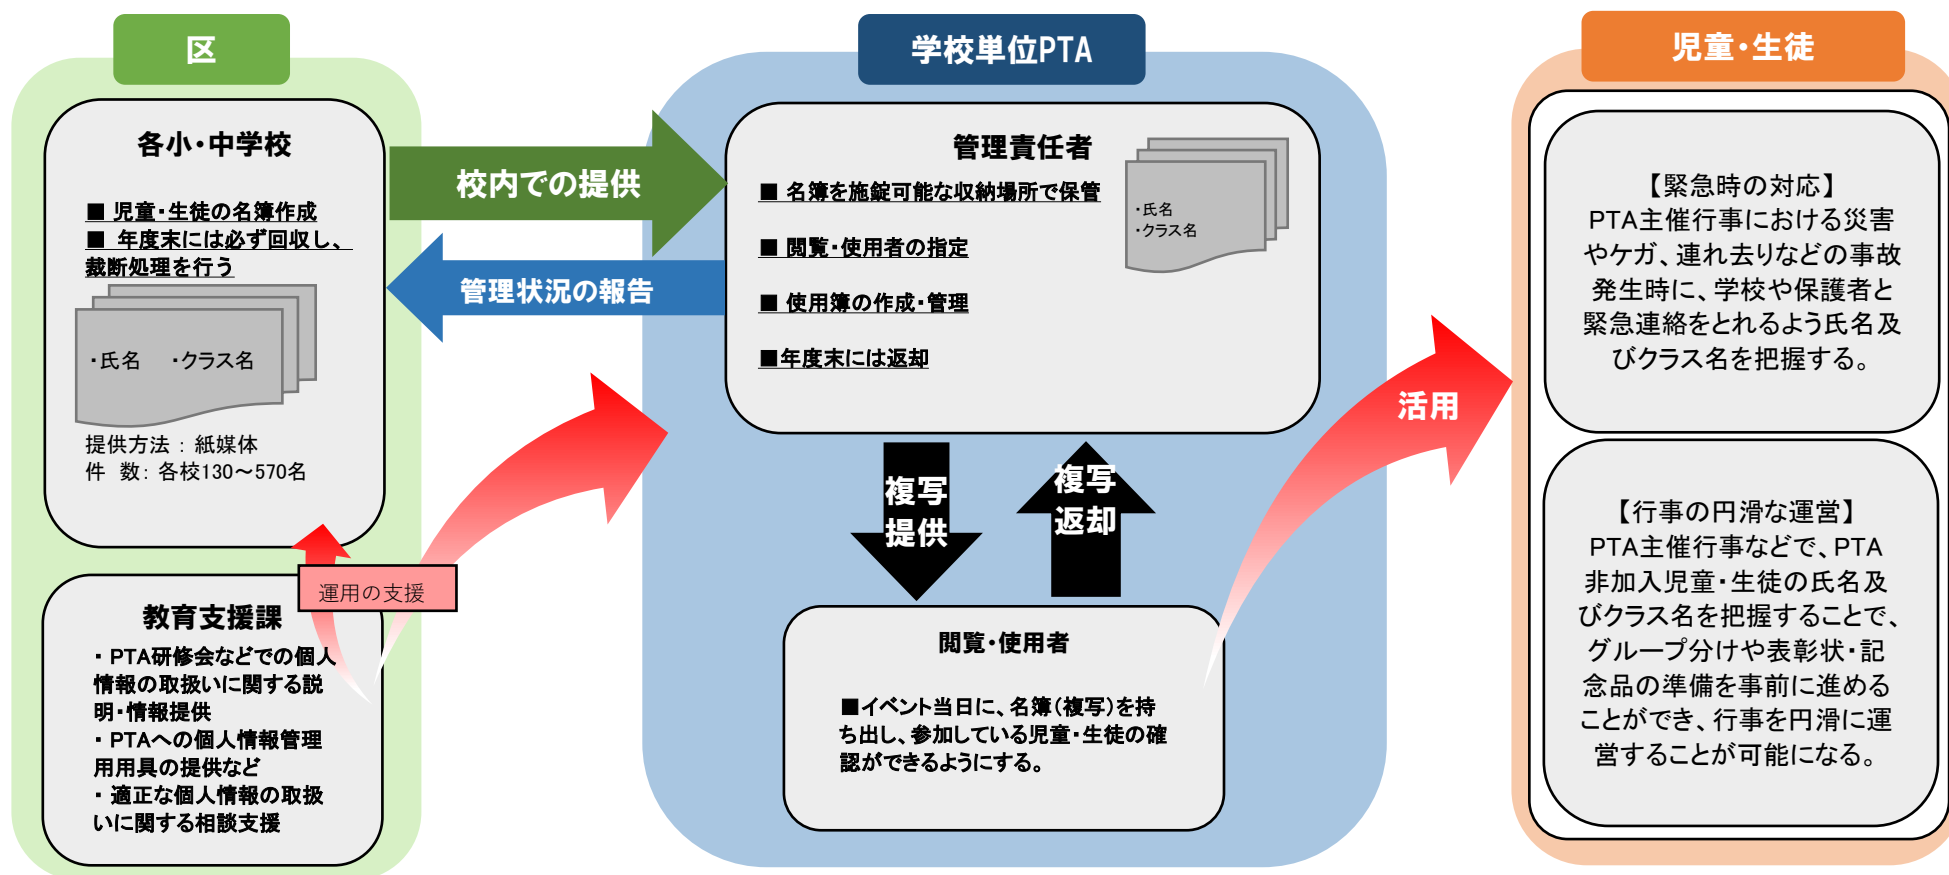 区
各小・中学校
■ 児童・生徒の名簿作成
■ 年度末には必ず回収し、
裁断処理を行う
・氏名　・クラス名
提供方法 : 紙媒体
件 数: 各校130～570名
教育支援課
・ PTA研修会などでの個人
情報の取扱いに関する説
明・情報提供
・ PTAへの個人情報管理
用用具の提供など
・ 適正な個人情報の取扱
いに関する相談支援
運用の支援
校内での提供
管理状況の報告
学校単位PTA
管理責任者
■ 名簿を施錠可能な収納場所で保管
■ 閲覧・使用者の指定
■ 使用簿の作成・管理
■年度末には返却
・氏名
・クラス名
複写
提供
複写
返却
閲覧・使用者
■イベント当日に、名簿（複写）を持
ち出し、参加している児童・生徒の確
認ができるようにする。
活用
児童・生徒
【緊急時の対応】
PTA主催行事における災害
やケガ、連れ去りなどの事故
発生時に、学校や保護者と
緊急連絡をとれるよう氏名及
びクラス名を把握する。
【行事の円滑な運営】
PTA主催行事などで、PTA
非加入児童・生徒の氏名及
びクラス名を把握することで、
グループ分けや表彰状・記
念品の準備を事前に進める
ことができ、行事を円滑に運
営することが可能になる。